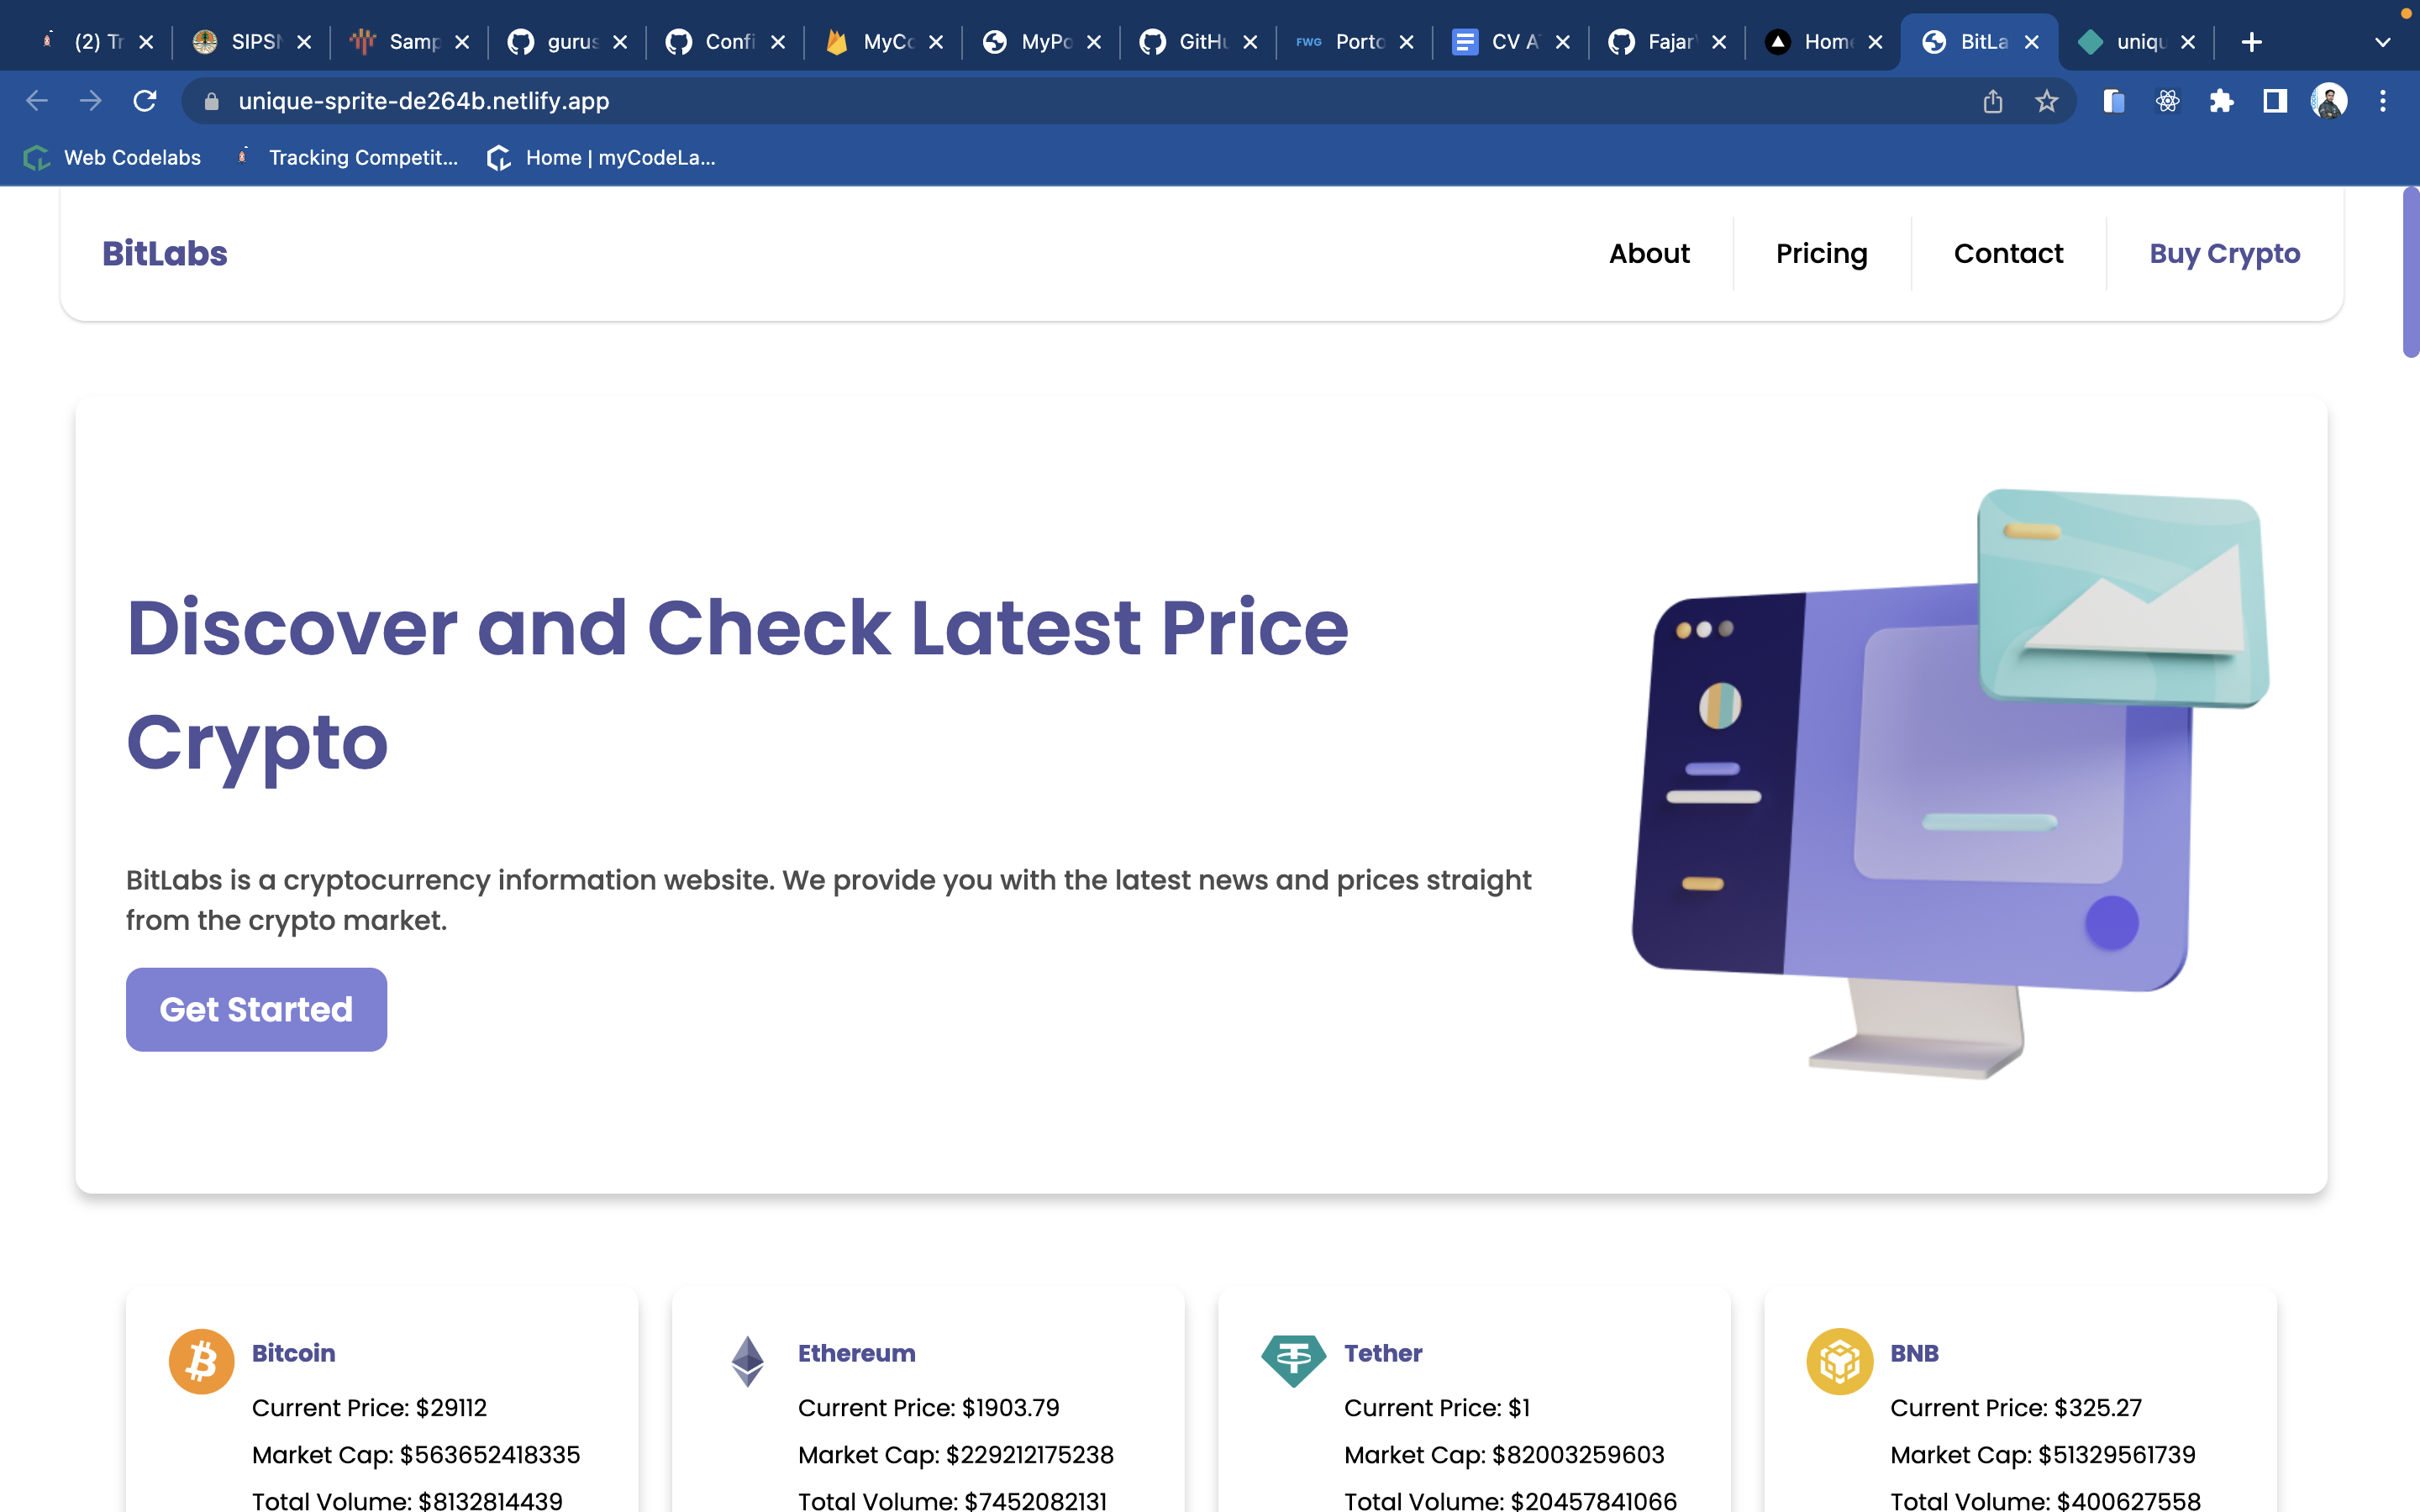 (2) Tr
SIPSN
Samp
gurus
Confi
MyCo
MyPo
GitHu
FWG
Porto
CV A
Fajar
Home
BitLa
uniqu
unique-sprite-de264b.netlify.app
Web Codelabs
Tracking Competit...
Home | myCodeLa...
BitLabs
About
Pricing
Contact
Buy Crypto
Discover and Check Latest Price
Crypto
BitLabs is a cryptocurrency information website. We provide you with the latest news and prices straight
from the crypto market.
Get Started
Bitcoin
Current Price: $29112
Market Cap: $563652418335
Total Volume: $8132814439
Ethereum
Current Price: $1903.79
Market Cap: $229212175238
Total Volume: $7452082131
Tether
Current Price: $1
Market Cap: $82003259603
Total Volume: $20457841066
BNB
Current Price: $325.27
Market Cap: $51329561739
Total Volume: $400627558